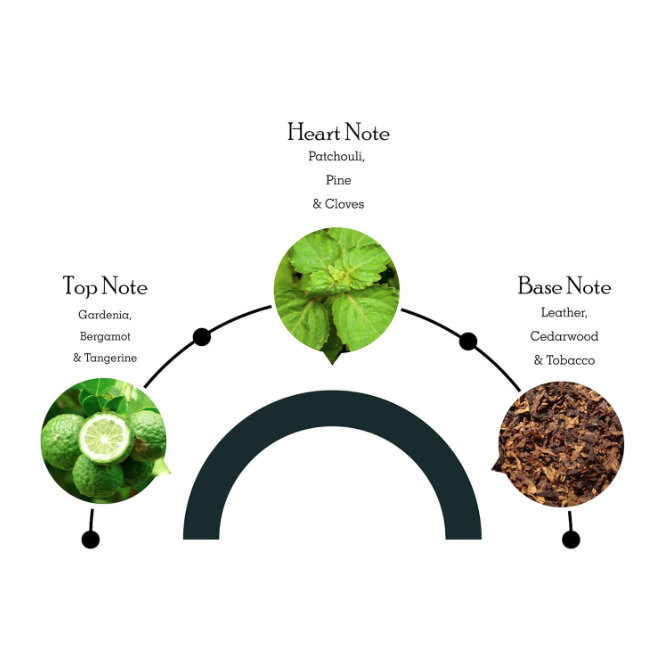 Heart Note
Patchouli,
Pine
& Cloves
Top Note
Gardenia,
Bergamot
& Tangerine
Base Note
Leather,
Cedarwood
& Tobacco